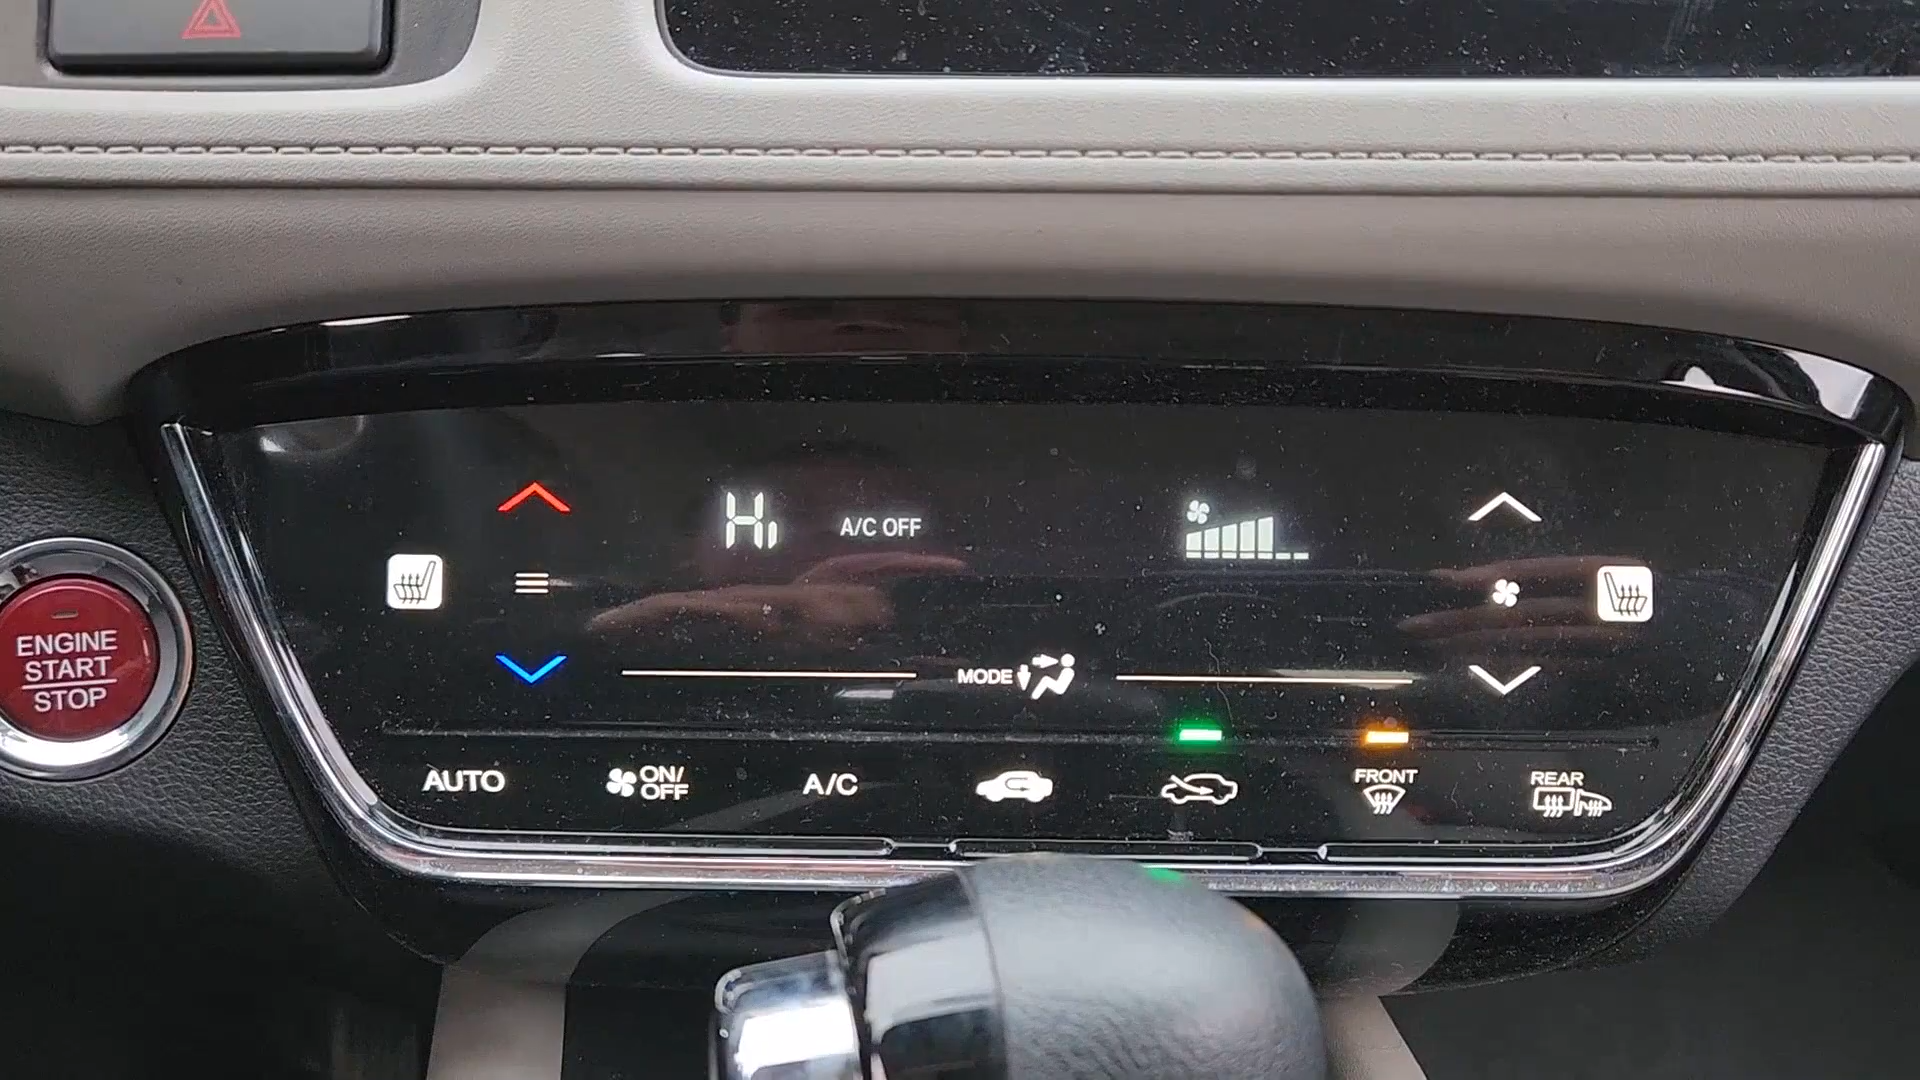 Hi A/C OFF
ENGINE
START
STOP
MODE
AUTO
ON/
OFF
A/C
FRONT
REAR